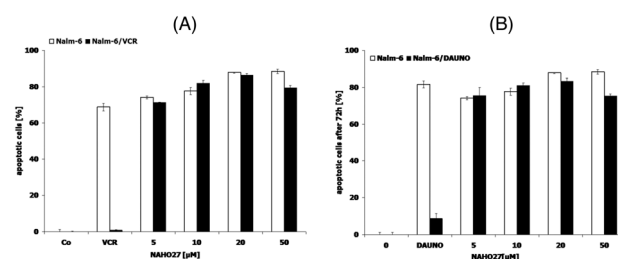 (A)
(B)
Nalm-6 Nalm-6/VCR
Nalm-6 Nalm-6/DAUNO
apoptotic cells [%]
100
80
60
40
20
0
Co VCR 5 10 20 50
NAHO27 [µM]
apoptotic cells after 72h [%]
100
80
60
40
20
0
0 DAUNO 5 10 20 50
NAHO27[µM]